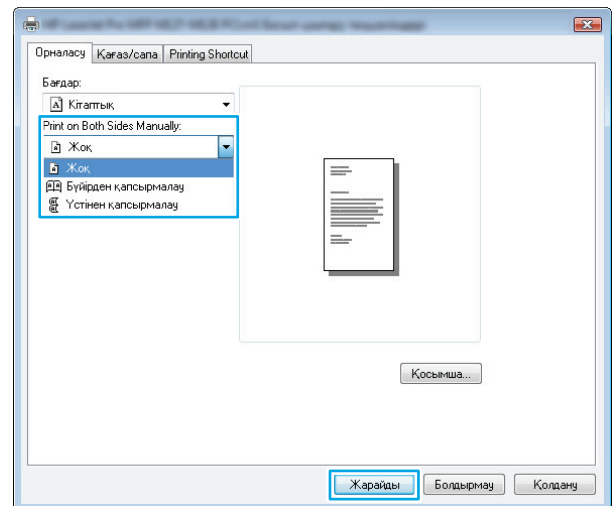 Орналасу Қағаз/сапа Printing Shortcut
Бағдар:
Кітаптық
Print on Both Sides Manually:
Жоқ
Жоқ
Бүйірден қапсырмалау
Үстінен қапсырмалау
Қосымша...
Жарайды Болдырмау Қолдану